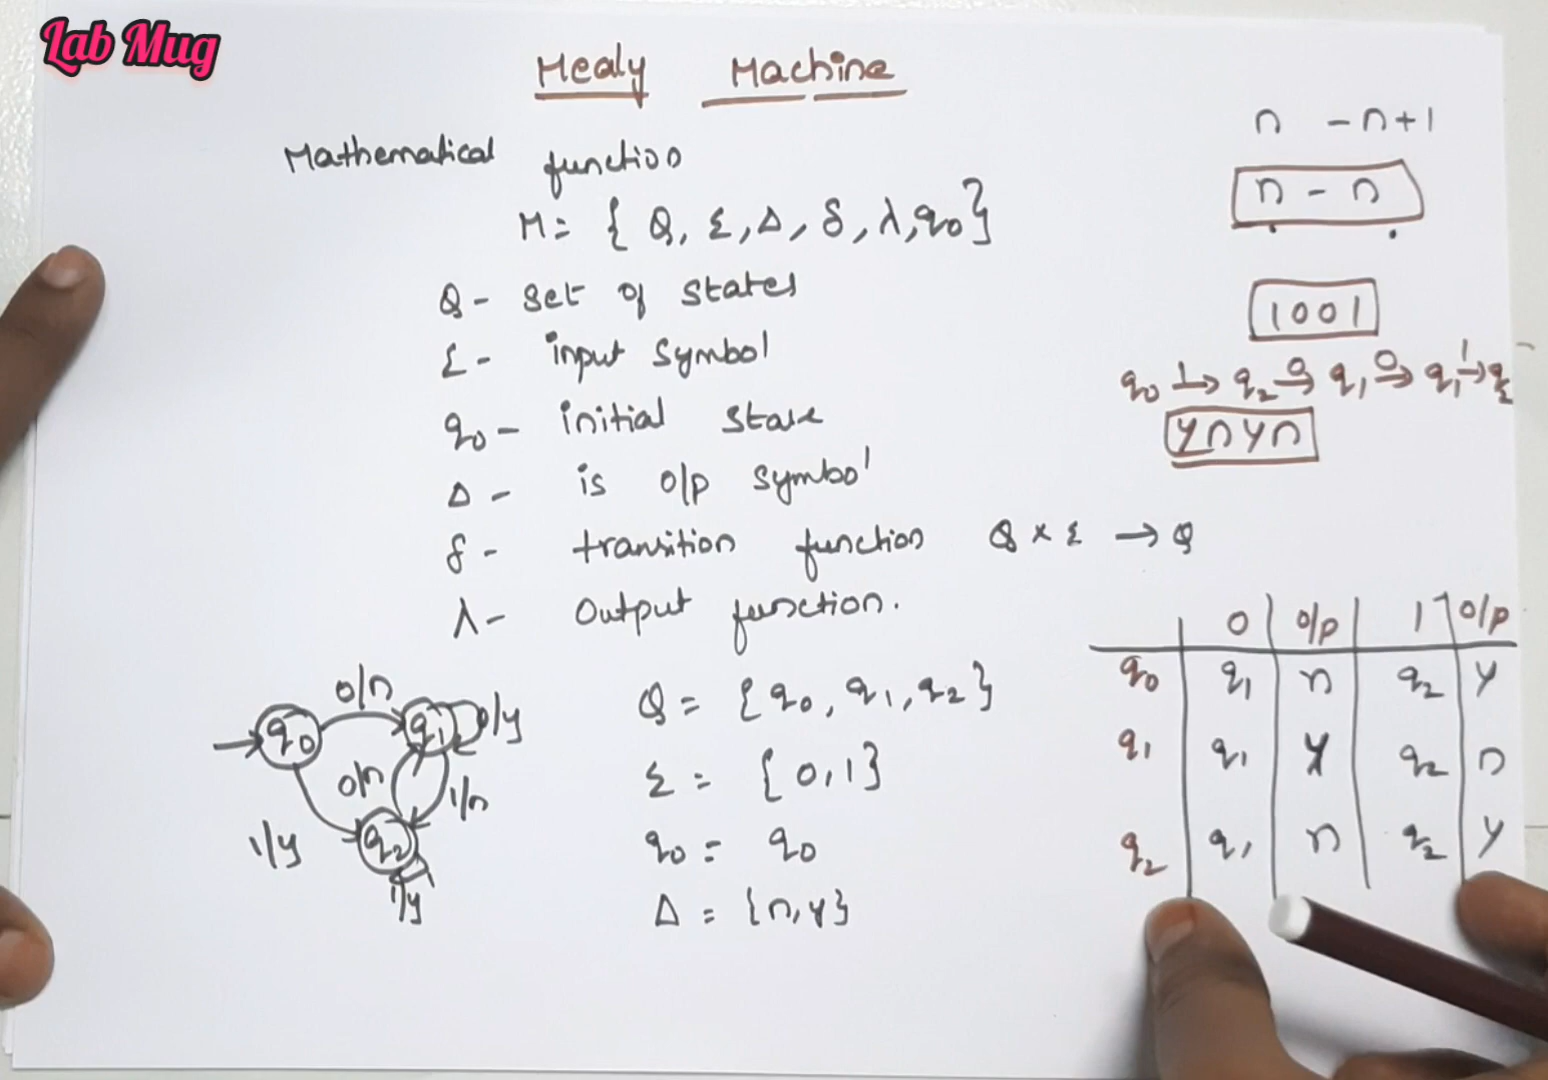 Lab Mug
Mealy Machine
Mathematical function
M = { Q, Σ, Δ, δ, λ, q₀ }
Q - set of states
Σ - input symbol
q₀ - initial state
Δ - is o/p symbol
δ - transition function Q × Σ → Q
λ - Output function.
0/n
q₀ q₁ 0/y
0/n 1/n
1/y q₂
1/y
Q = { q₀, q₁, q₂ }
Σ = { 0, 1 }
q₀ = q₀
Δ = { n, y }
n - n+1
n - n
1001
q₀ 1→ q₂ 0→ q₁ 0→ q₁ 1→ q₂
y n y n
0 o/p 1 o/p
q₀ q₁ n q₂ y
q₁ q₁ y q₂ n
q₂ q₁ n q₂ y